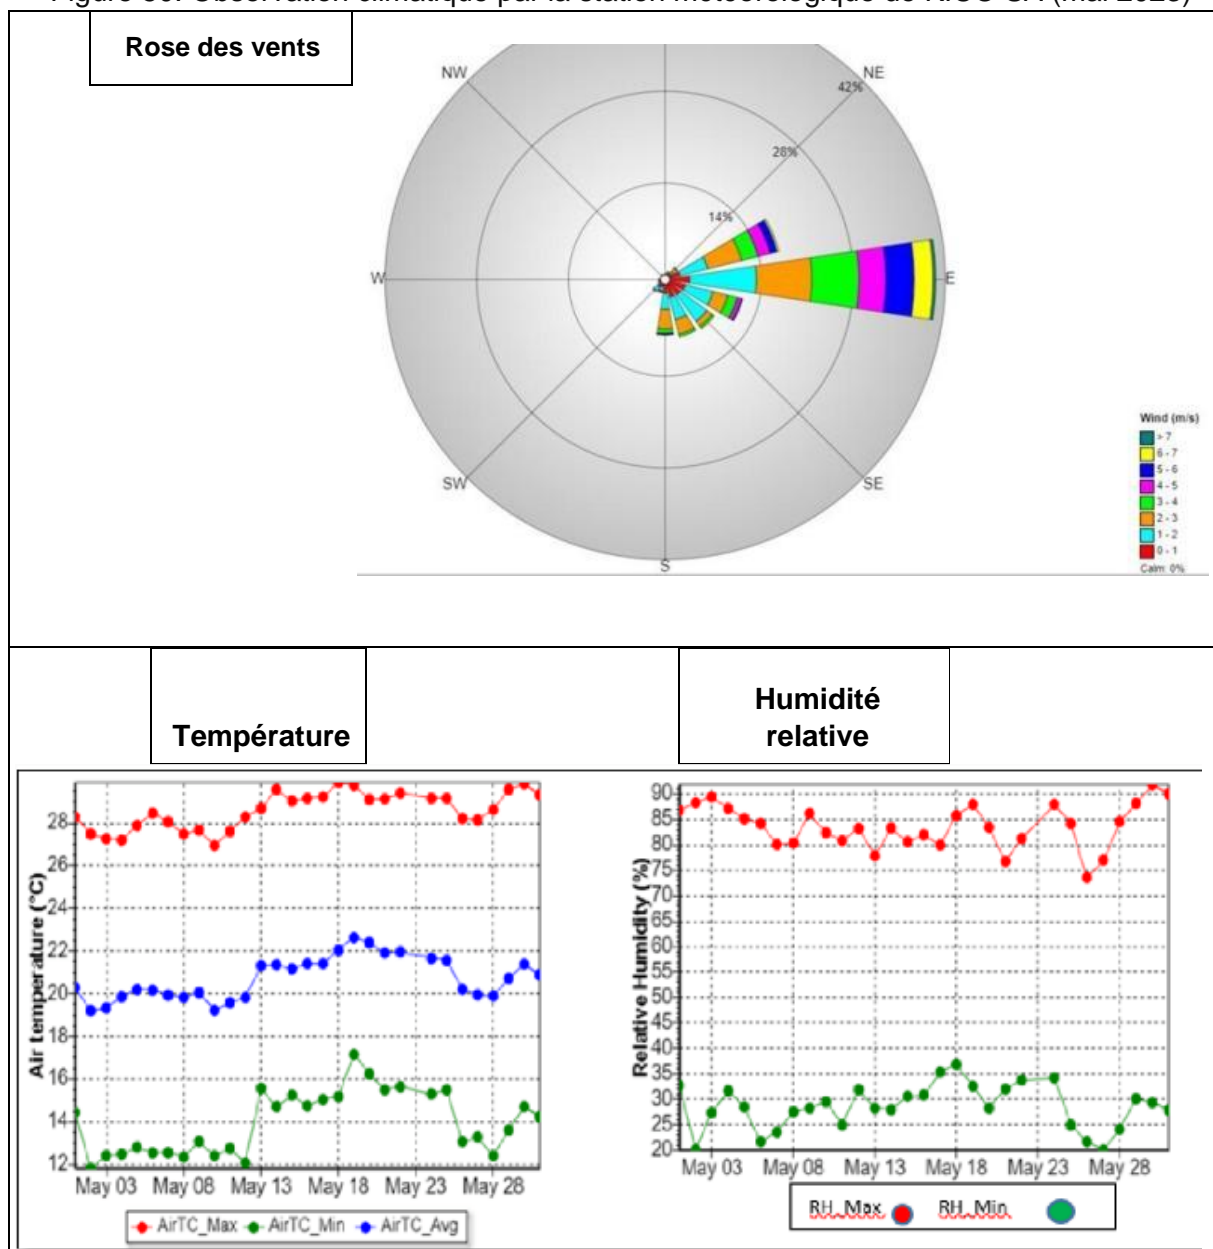 Rose des vents
NW
NE
42%
28%
14%
W
E
SW
SE
S
Wind (m/s)
> 7
6 - 7
5 - 6
4 - 5
3 - 4
2 - 3
1 - 2
0 - 1
Calm: 0%
Température
Humidité
relative
Air temperature (°C)
28
26
24
22
20
18
16
14
12
May 03 May 08 May 13 May 18 May 23 May 28
AirTC_Max AirTC_Min AirTC_Avg
Relative Humidity (%)
90
85
80
75
70
65
60
55
50
45
40
35
30
25
20
May 03 May 08 May 13 May 18 May 23 May 28
RH_Max RH_Min